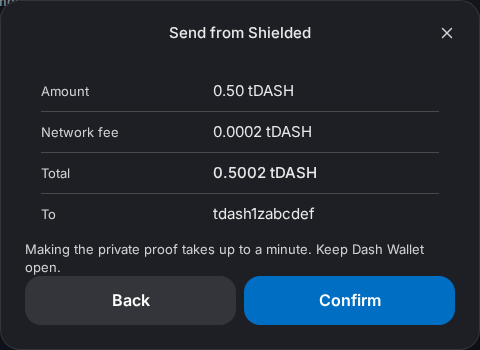 Send from Shielded
Amount 0.50 tDASH
Network fee 0.0002 tDASH
Total 0.5002 tDASH
To tdash1zabcdef
Making the private proof takes up to a minute. Keep Dash Wallet
open.
Back Confirm